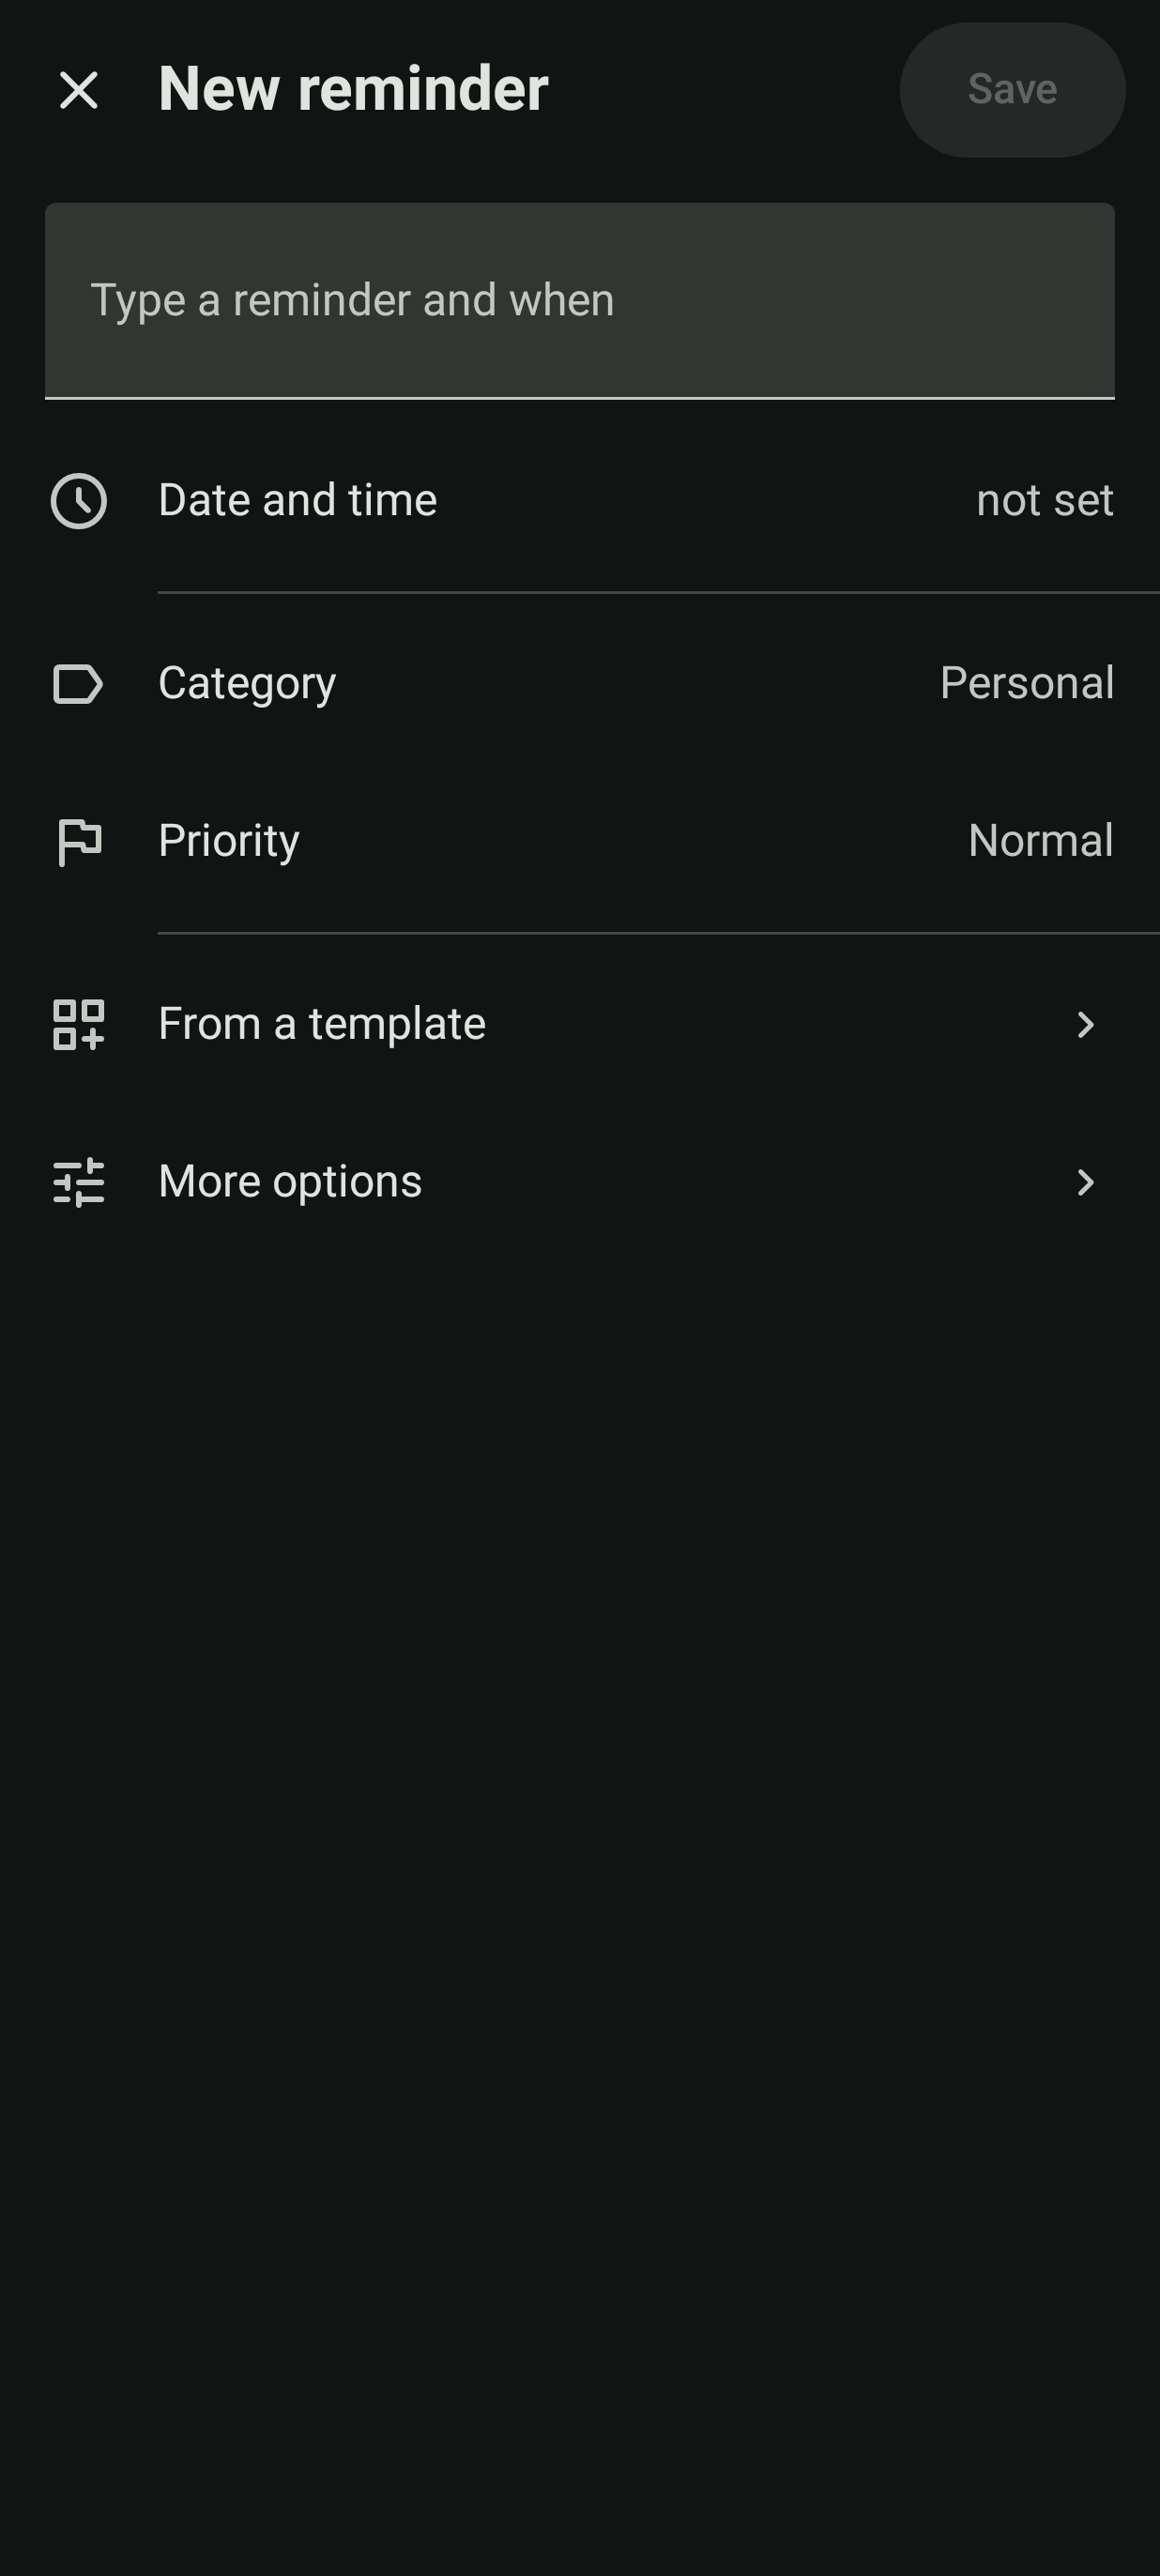 New reminder
Save
Type a reminder and when
Date and time
not set
Category
Personal
Priority
Normal
From a template
More options